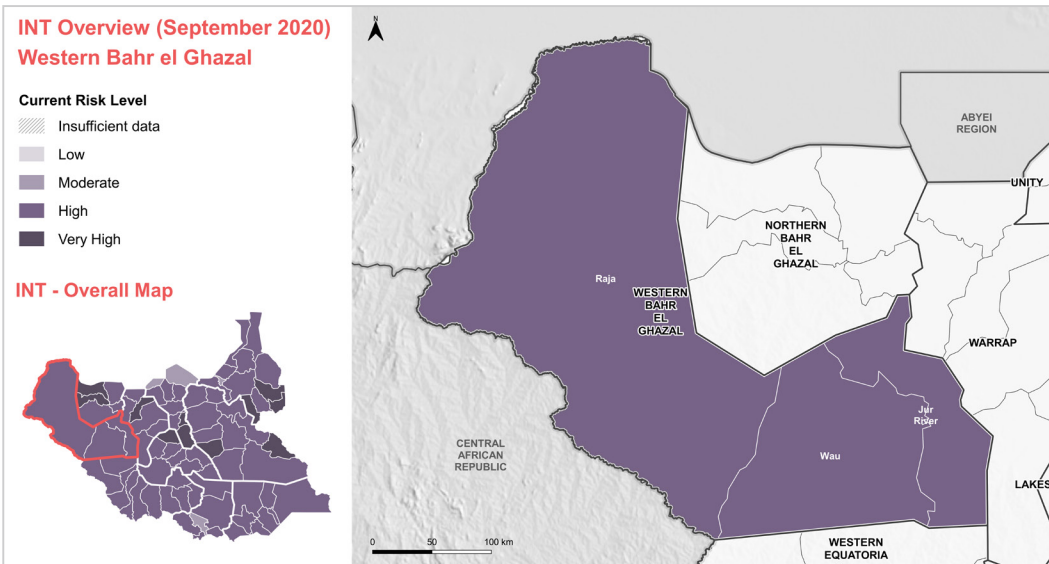 INT Overview (September 2020)
Western Bahr el Ghazal
Current Risk Level
Insufficient data
Low
Moderate
High
Very High
INT - Overall Map
N
ABYEI
REGION
UNITY
NORTHERN
BAHR
EL
GHAZAL
Raja
WESTERN
BAHR
EL
GHAZAL
WARRAP
Jur
River
CENTRAL
AFRICAN
REPUBLIC
Wau
LAKES
WESTERN
EQUATORIA
0 50 100 km